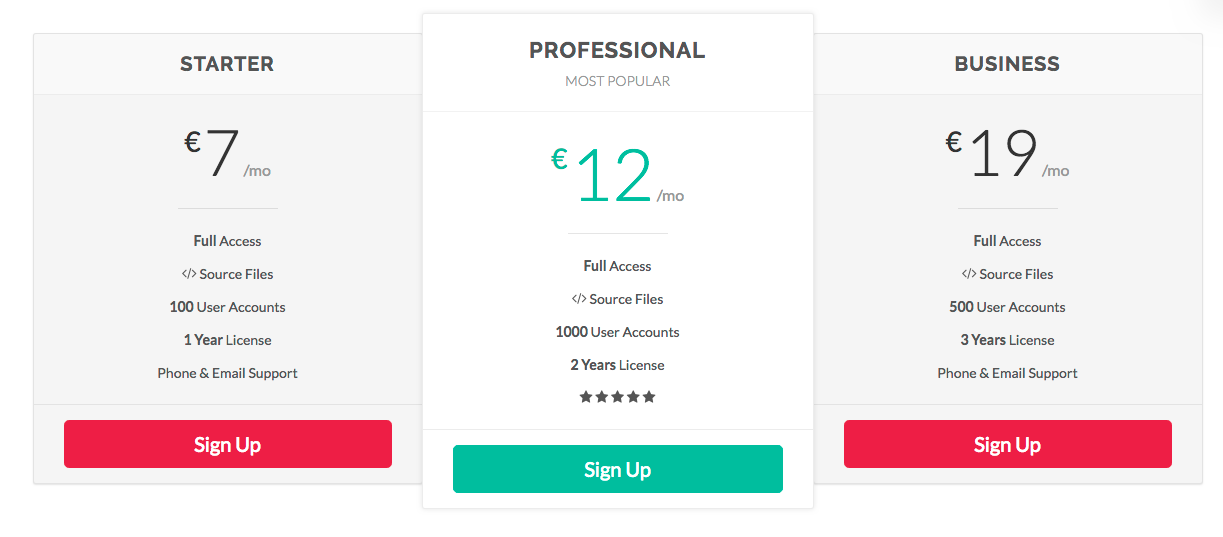 STARTER
€7/mo
Full Access
</> Source Files
100 User Accounts
1 Year License
Phone & Email Support
Sign Up
PROFESSIONAL
MOST POPULAR
€12/mo
Full Access
</> Source Files
1000 User Accounts
2 Years License
★★★★★
Sign Up
BUSINESS
€19/mo
Full Access
</> Source Files
500 User Accounts
3 Years License
Phone & Email Support
Sign Up